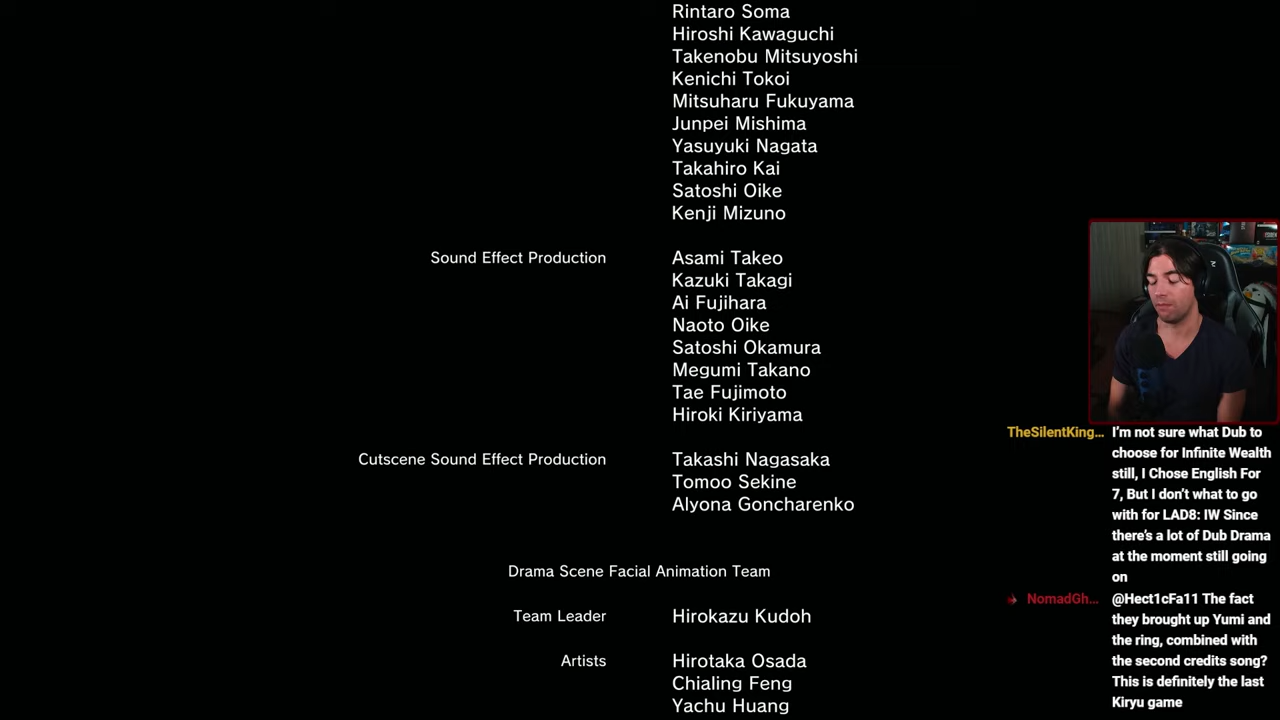 Rintaro Soma
Hiroshi Kawaguchi
Takenobu Mitsuyoshi
Kenichi Tokoi
Mitsuharu Fukuyama
Junpei Mishima
Yasuyuki Nagata
Takahiro Kai
Satoshi Oike
Kenji Mizuno
Sound Effect Production Asami Takeo
Kazuki Takagi
Ai Fujihara
Naoto Oike
Satoshi Okamura
Megumi Takano
Tae Fujimoto
Hiroki Kiriyama
Cutscene Sound Effect Production Takashi Nagasaka
Tomoo Sekine
Alyona Goncharenko
Drama Scene Facial Animation Team
Team Leader Hirokazu Kudoh
Artists Hirotaka Osada
Chialing Feng
Yachu Huang
TheSilentKing... I'm not sure what Dub to
choose for Infinite Wealth
still, I Chose English For
7, But I don't what to go
with for LAD8: IW Since
there's a lot of Dub Drama
at the moment still going
on
NomadGh... @Hect1cFa11 The fact
they brought up Yumi and
the ring, combined with
the second credits song?
This is definitely the last
Kiryu game